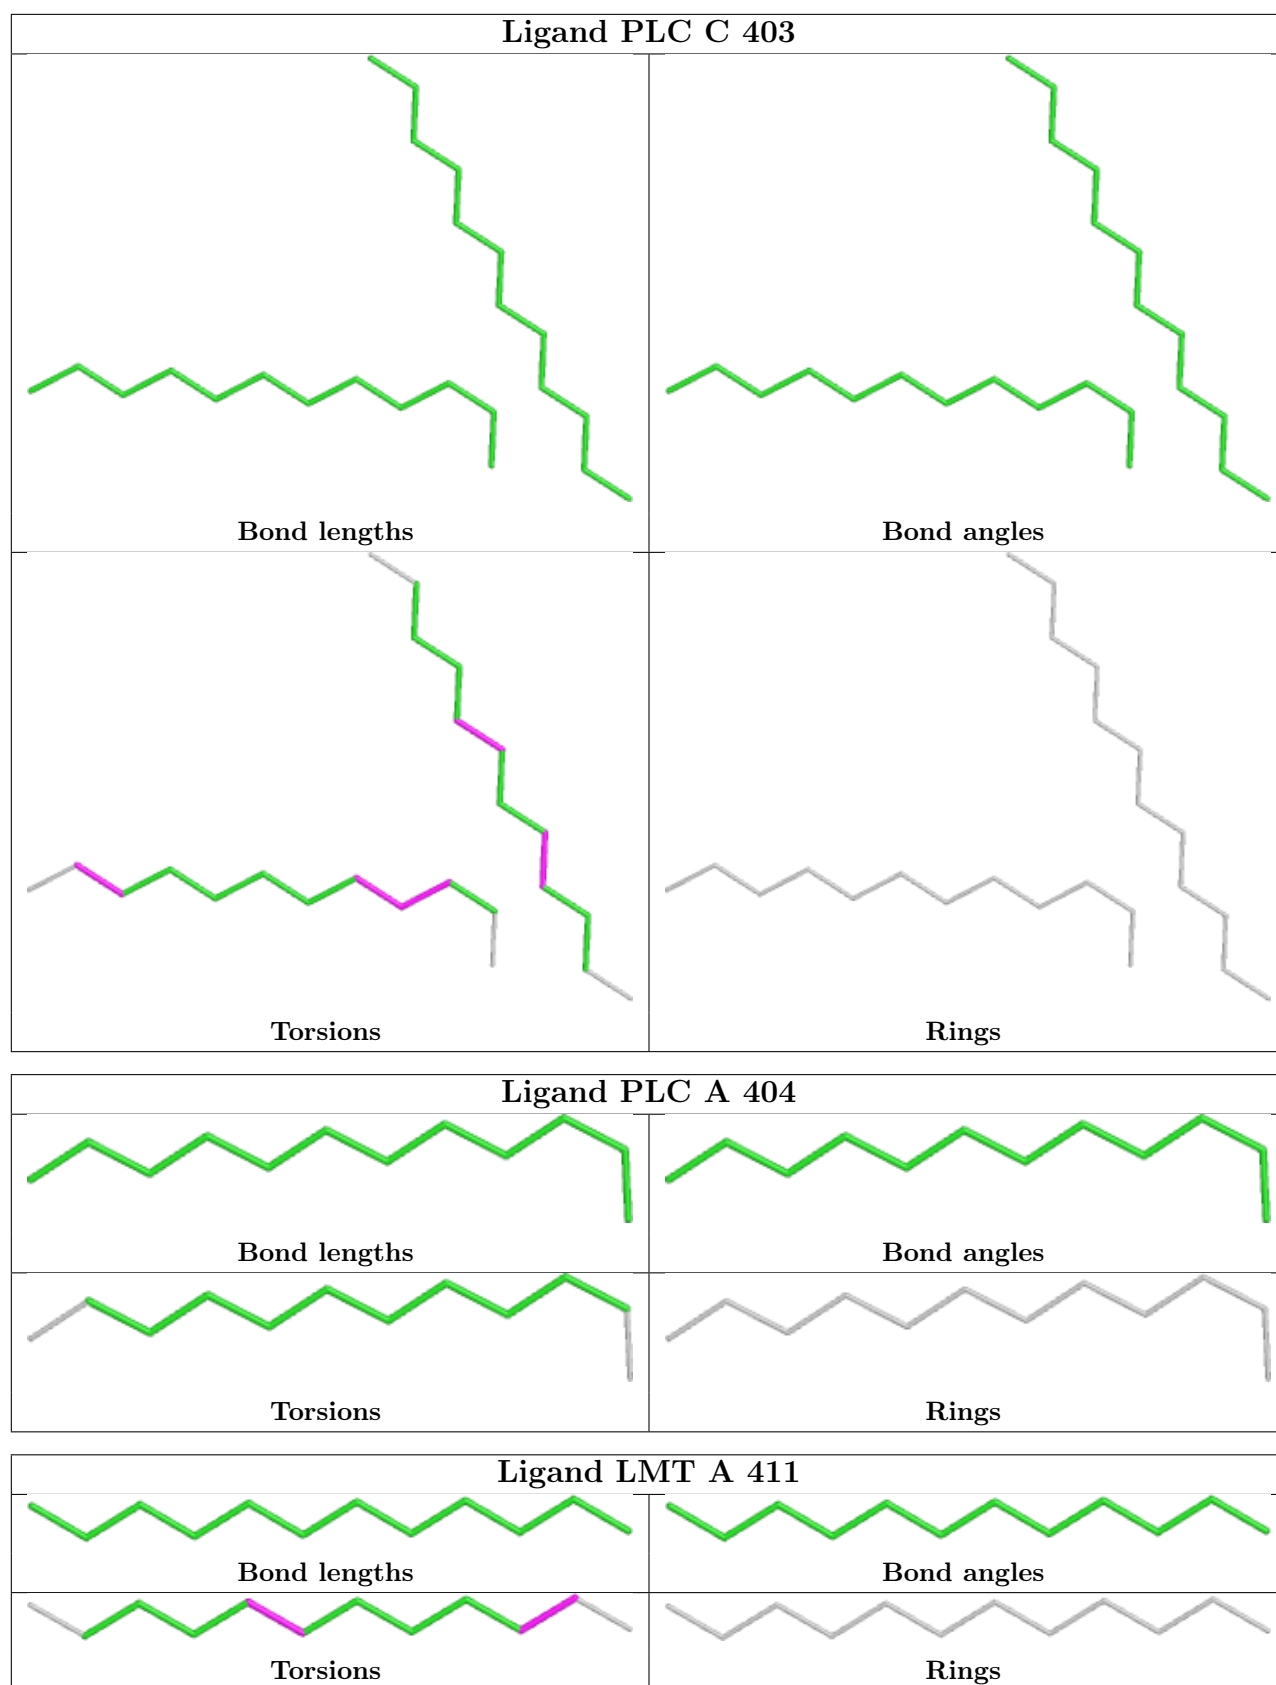 Ligand PLC C 403
Bond lengths
Bond angles
Torsions
Rings
Ligand PLC A 404
Bond lengths
Bond angles
Torsions
Rings
Ligand LMT A 411
Bond lengths
Bond angles
Torsions
Rings